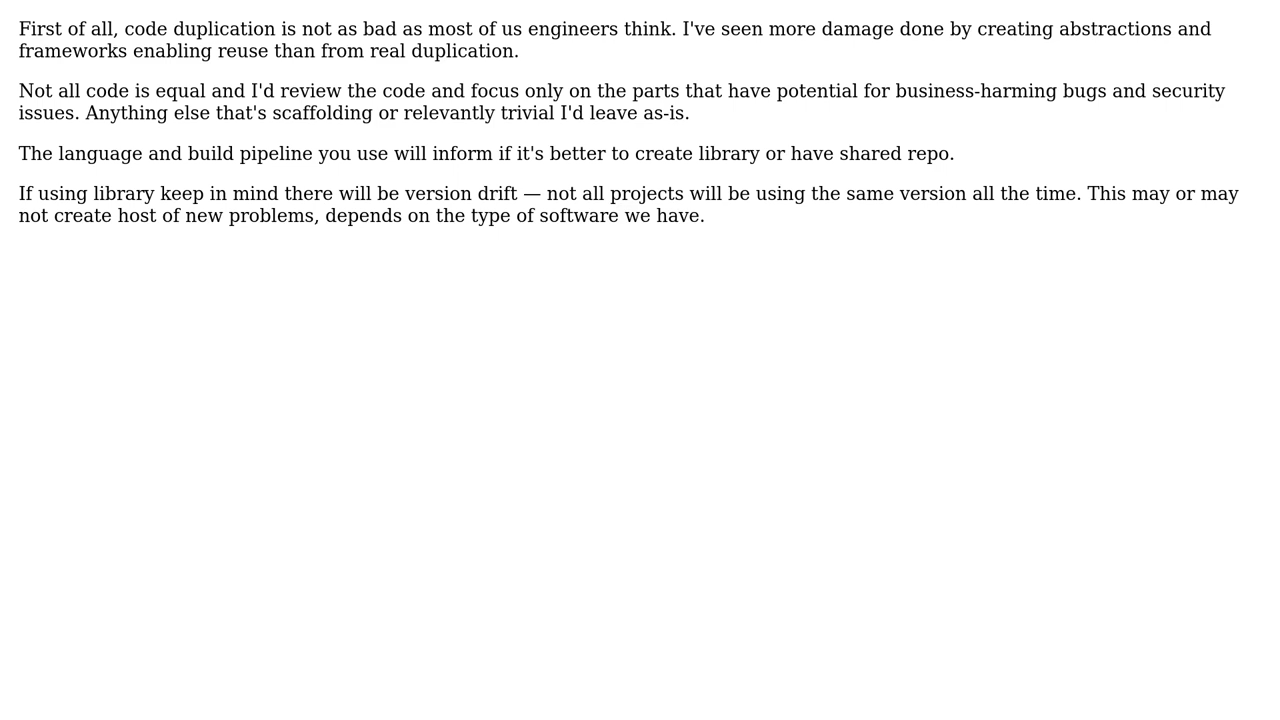 First of all, code duplication is not as bad as most of us engineers think. I've seen more damage done by creating abstractions and
frameworks enabling reuse than from real duplication.
Not all code is equal and I'd review the code and focus only on the parts that have potential for business-harming bugs and security
issues. Anything else that's scaffolding or relevantly trivial I'd leave as-is.
The language and build pipeline you use will inform if it's better to create library or have shared repo.
If using library keep in mind there will be version drift — not all projects will be using the same version all the time. This may or may
not create host of new problems, depends on the type of software we have.